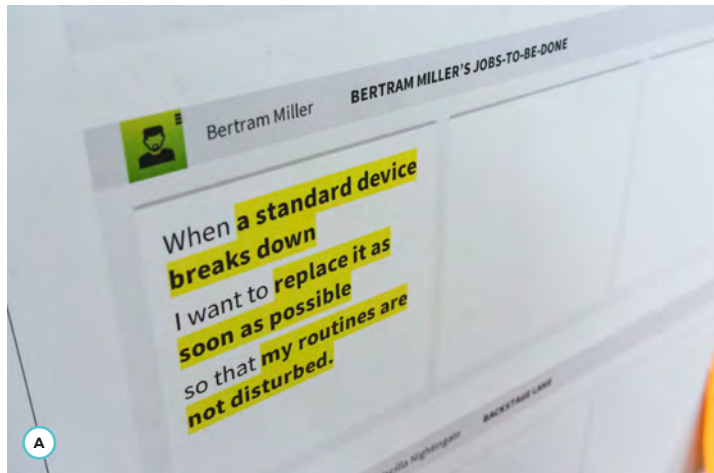 Bertram Miller
BERTRAM MILLER'S JOBS-TO-BE-DONE
When a standard device
breaks down
I want to replace it as
soon as possible
so that my routines are
not disturbed.
Nightingale
BACKSTAGE LANE
A